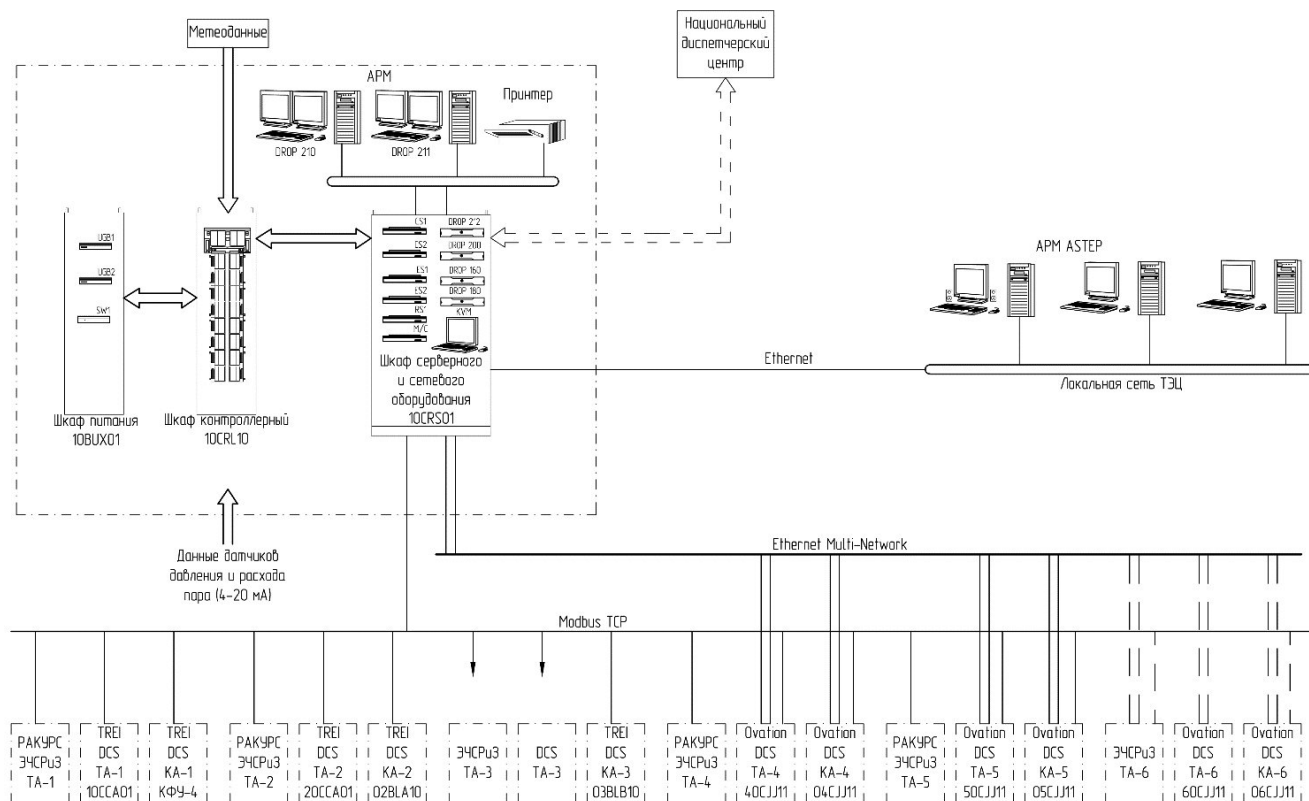 Метеоданные
Национальный
диспетчерский
центр
АРМ
Принтер
DROP 210
DROP 211
UGB1
UGB2
SW1
CS1
CS2
ES1
ES2
RS1
M/C
DROP 212
DROP 200
DROP 160
DROP 180
KVM
Шкаф питания
10BUX01
Шкаф контроллерный
10CRL10
Шкаф серверного
и сетевого
оборудования
10CRS01
АРМ ASTEP
Ethernet
Локальная сеть ТЭЦ
Данные датчиков
давления и расхода
пара (4-20 мА)
Ethernet Multi-Network
Modbus TCP
РАКУРС
ЭЧСРиЗ
ТА-1
TREI
DCS
ТА-1
10CCA01
TREI
DCS
КА-1
КФУ-4
РАКУРС
ЭЧСРиЗ
ТА-2
TREI
DCS
ТА-2
20CCA01
TREI
DCS
КА-2
02BLA10
ЭЧСРиЗ
ТА-3
DCS
ТА-3
TREI
DCS
КА-3
03BLB10
РАКУРС
ЭЧСРиЗ
ТА-4
Ovation
DCS
ТА-4
40CJJ11
Ovation
DCS
КА-4
04CJJ11
РАКУРС
ЭЧСРиЗ
ТА-5
Ovation
DCS
ТА-5
50CJJ11
Ovation
DCS
КА-5
05CJJ11
ЭЧСРиЗ
ТА-6
Ovation
DCS
ТА-6
60CJJ11
Ovation
DCS
КА-6
06CJJ11